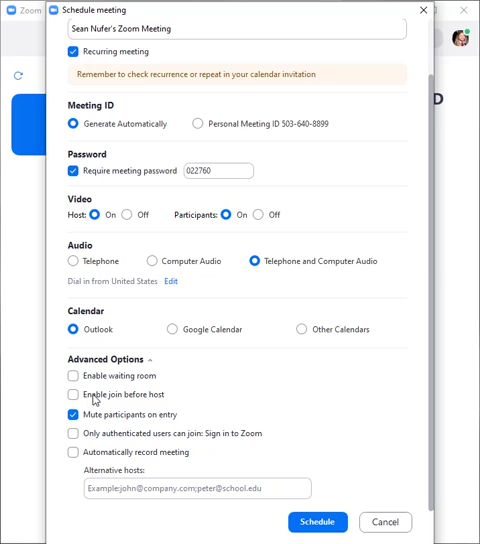 Zoom
Schedule meeting
Sean Nufer's Zoom Meeting
Recurring meeting
Remember to check recurrence or repeat in your calendar invitation
Meeting ID
Generate Automatically Personal Meeting ID 503-640-8899
Password
Require meeting password 022760
Video
Host: On Off Participants: On Off
Audio
Telephone Computer Audio Telephone and Computer Audio
Dial in from United States Edit
Calendar
Outlook Google Calendar Other Calendars
Advanced Options
Enable waiting room
Enable join before host
Mute participants on entry
Only authenticated users can join: Sign in to Zoom
Automatically record meeting
Alternative hosts:
Example:john@company.com;peter@school.edu
Schedule Cancel
D